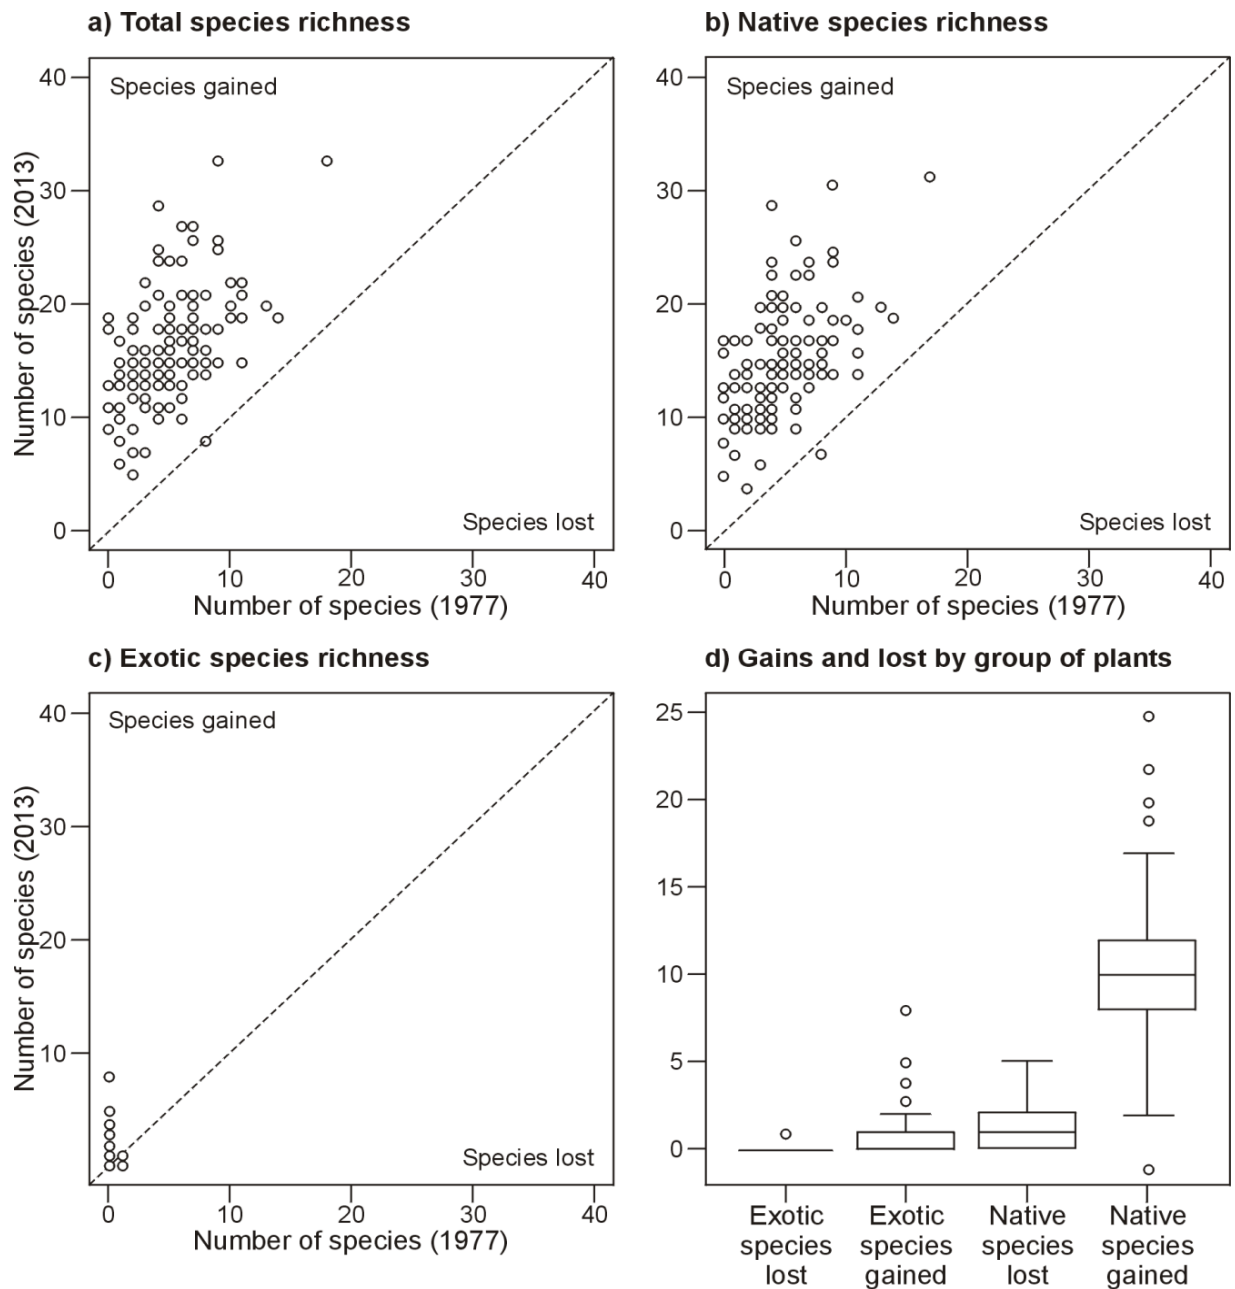 a) Total species richness
Number of species (2013)
40
30
20
10
0
Species gained
Species lost
0 10 20 30 40
Number of species (1977)
b) Native species richness
40
30
20
10
0
Species gained
Species lost
0 10 20 30 40
Number of species (1977)
c) Exotic species richness
Number of species (2013)
40
30
20
10
Species gained
Species lost
0 10 20 30 40
Number of species (1977)
d) Gains and lost by group of plants
25
20
15
10
5
0
Exotic
species
lost
Exotic
species
gained
Native
species
lost
Native
species
gained